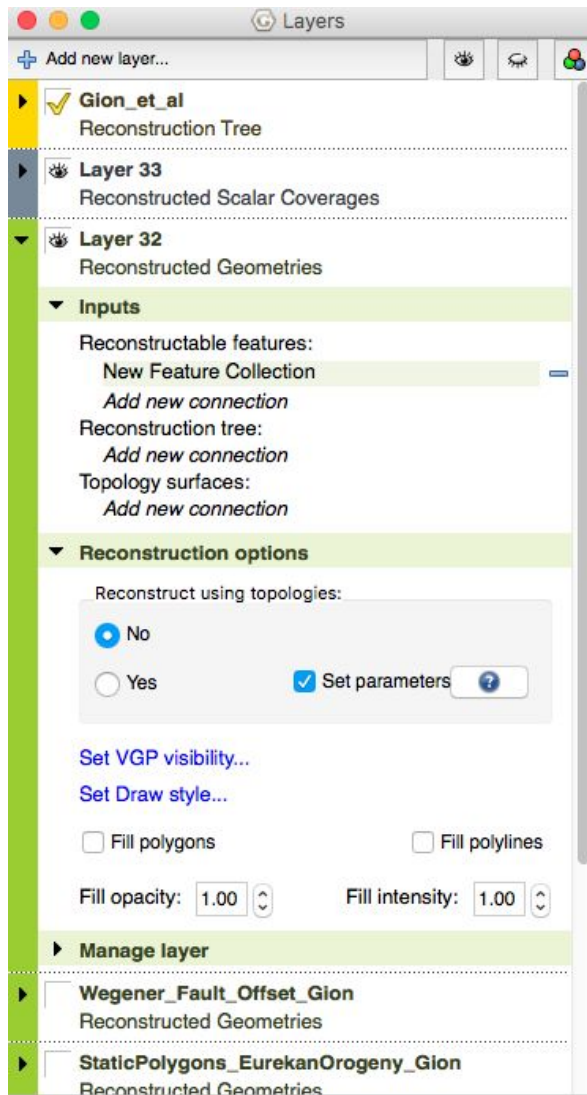 Layers
Add new layer...
Gion_et_al
Reconstruction Tree
Layer 33
Reconstructed Scalar Coverages
Layer 32
Reconstructed Geometries
Inputs
Reconstructable features:
New Feature Collection
Add new connection
Reconstruction tree:
Add new connection
Topology surfaces:
Add new connection
Reconstruction options
Reconstruct using topologies:
No
Yes Set parameters ?
Set VGP visibility...
Set Draw style...
Fill polygons Fill polylines
Fill opacity: 1.00 Fill intensity: 1.00
Manage layer
Wegener_Fault_Offset_Gion
Reconstructed Geometries
StaticPolygons_EurekanOrogeny_Gion
Reconstructed Geometries